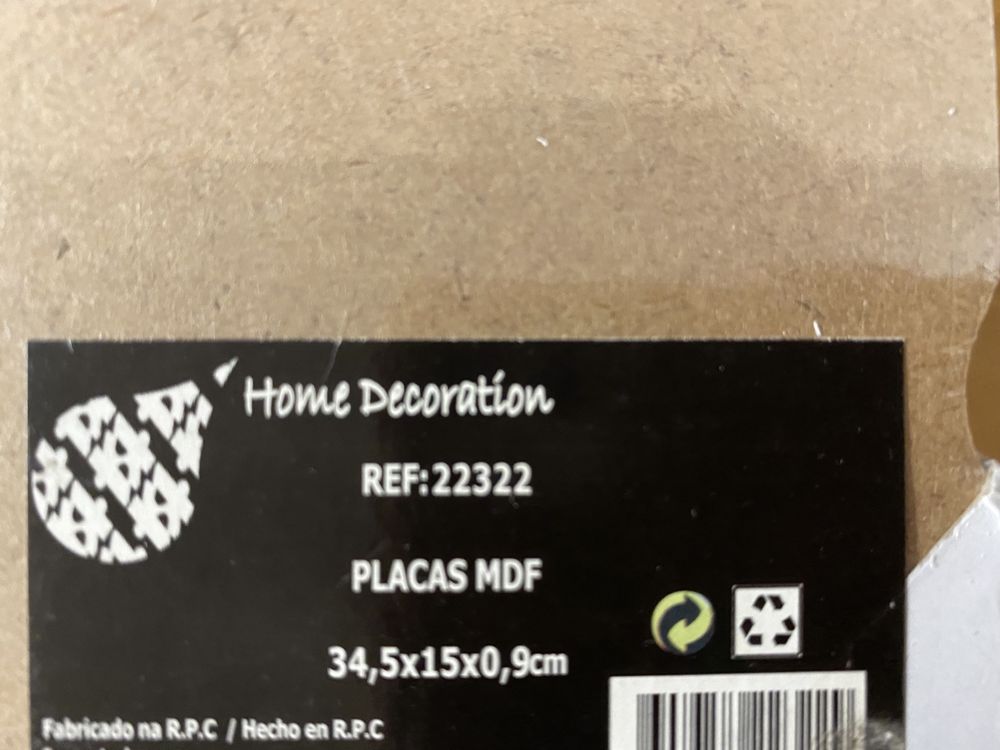 Home Decoration
REF:22322
PLACAS MDF
34,5x15x0,9cm
Fabricado na R.P.C / Hecho en R.P.C